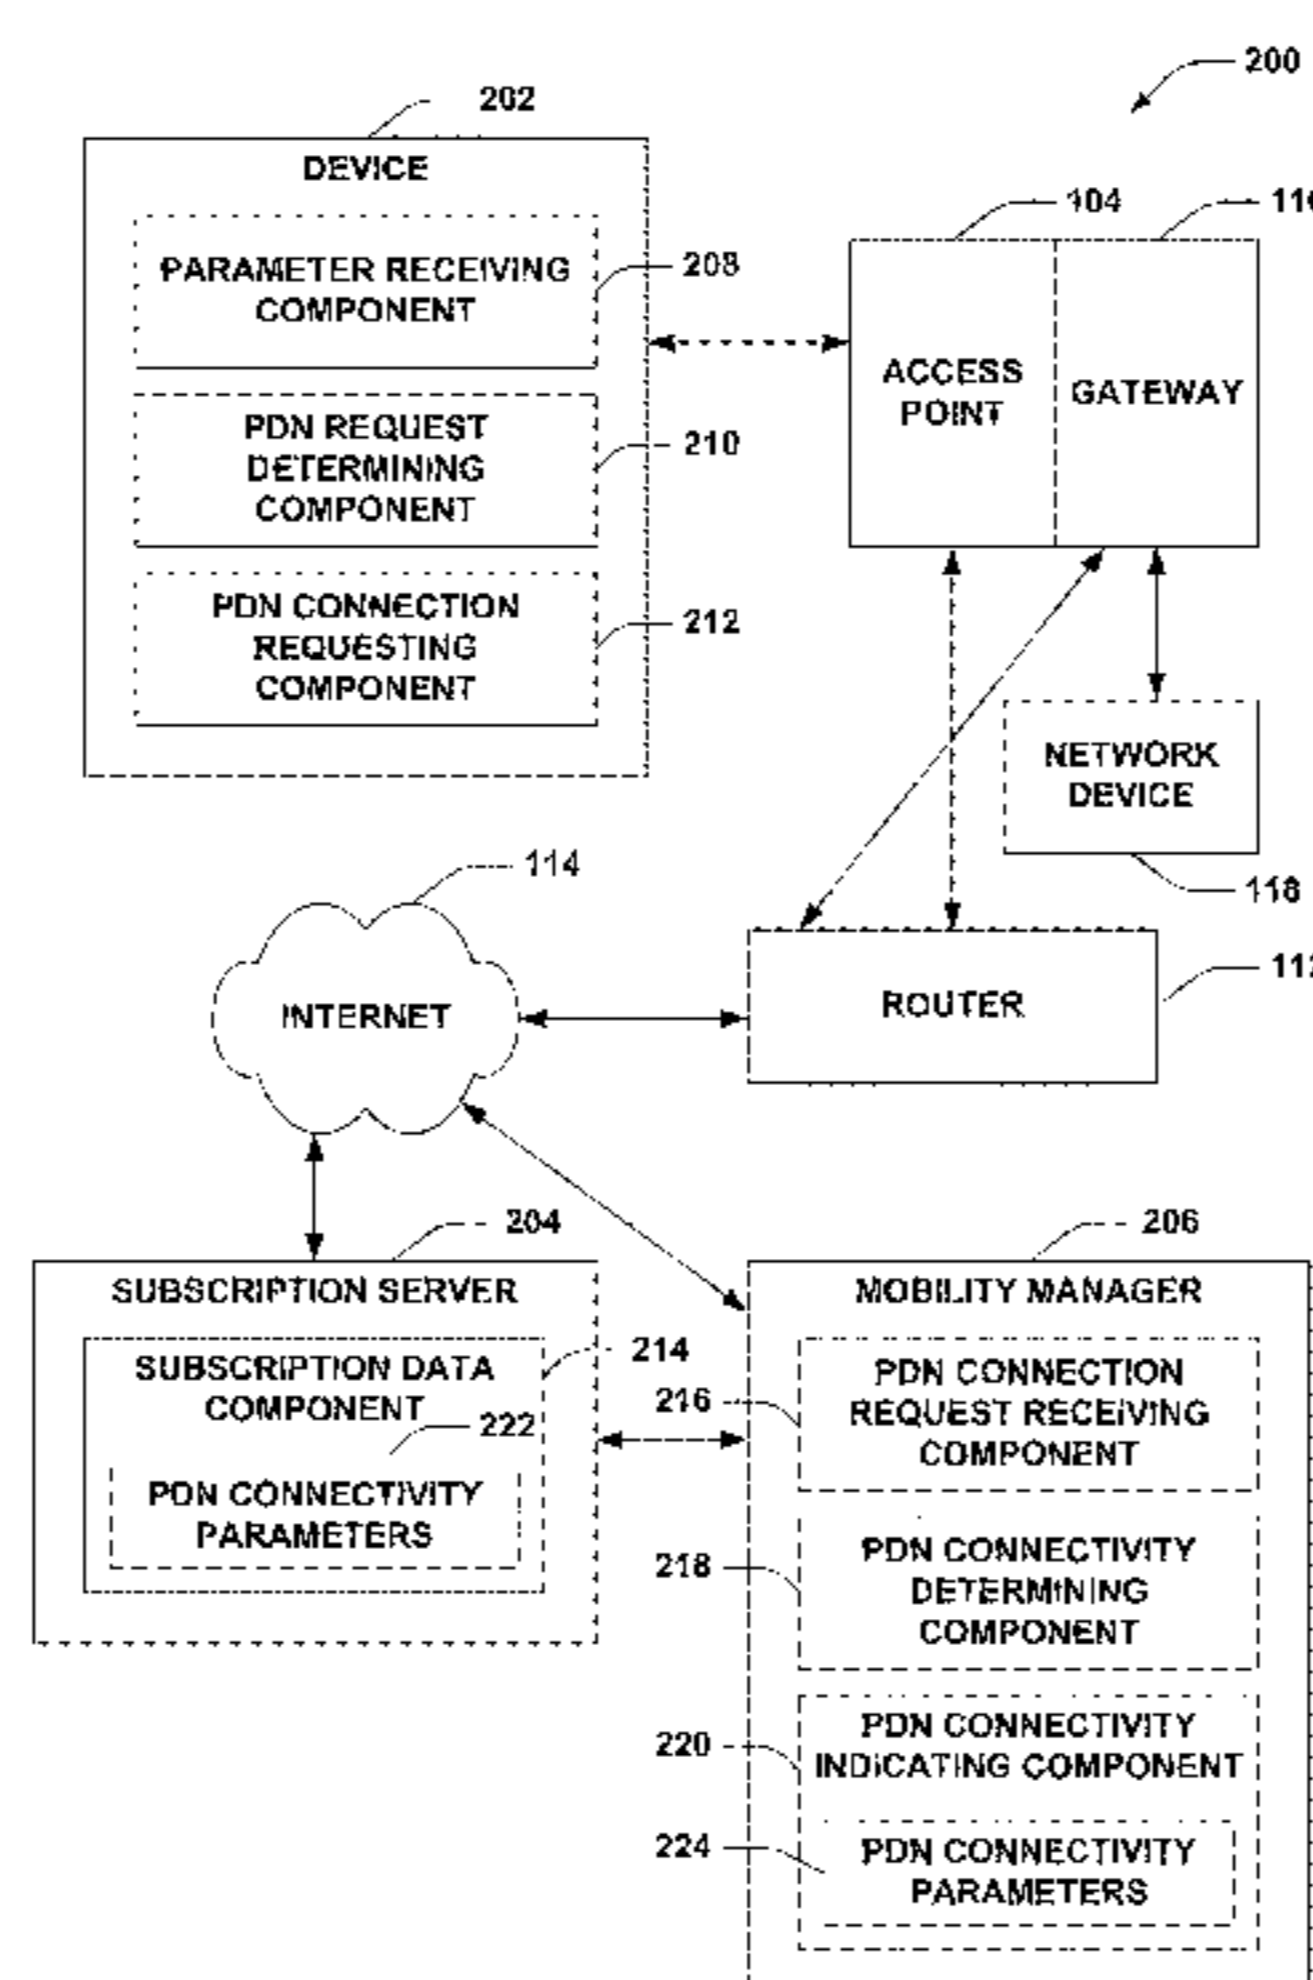 200
202
DEVICE
104
PARAMETER RECEIVING
COMPONENT
208
ACCESS
POINT
GATEWAY
PDN REQUEST
DETERMINING
COMPONENT
210
PDN CONNECTION
REQUESTING
COMPONENT
212
NETWORK
DEVICE
118
114
INTERNET
ROUTER
204
SUBSCRIPTION SERVER
SUBSCRIPTION DATA
COMPONENT
214
222
PDN CONNECTIVITY
PARAMETERS
206
MOBILITY MANAGER
216
PDN CONNECTION
REQUEST RECEIVING
COMPONENT
218
PDN CONNECTIVITY
DETERMINING
COMPONENT
220
PDN CONNECTIVITY
INDICATING COMPONENT
224
PDN CONNECTIVITY
PARAMETERS